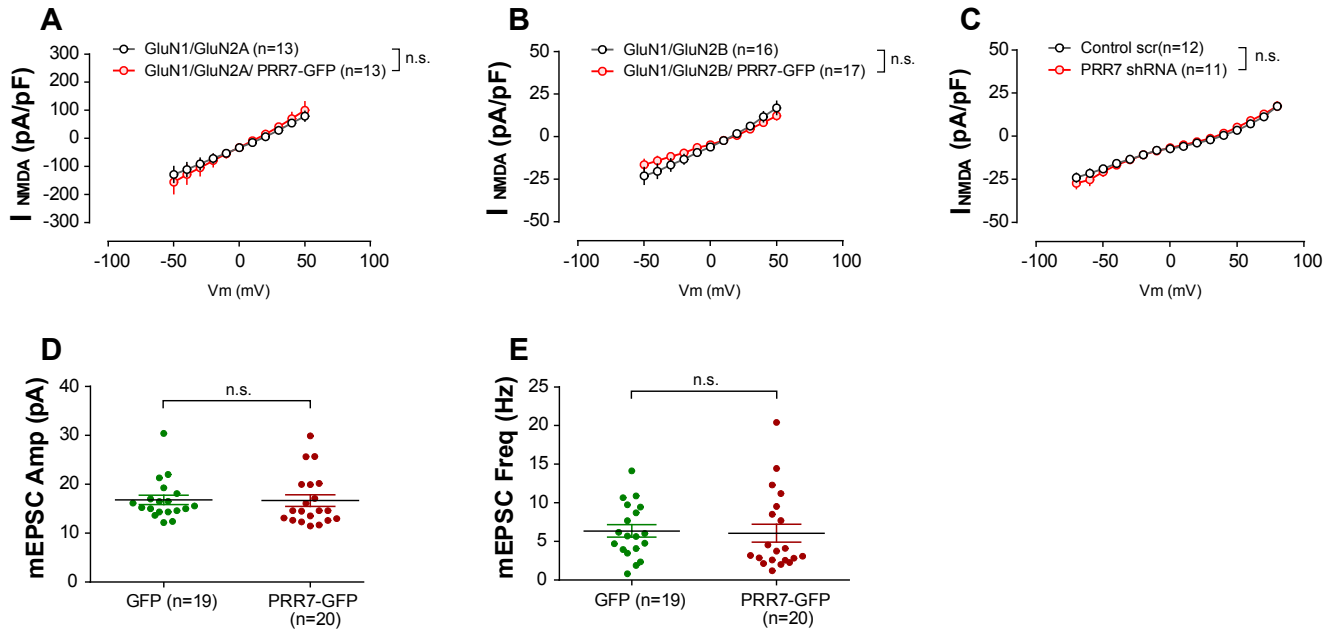 A
GluN1/GluN2A (n=13)
GluN1/GluN2A/ PRR7-GFP (n=13)
n.s.
300
200
100
0
-100
-200
-300
I NMDA (pA/pF)
-100 -50 0 50 100
Vm (mV)
B
GluN1/GluN2B (n=16)
GluN1/GluN2B/ PRR7-GFP (n=17)
n.s.
50
25
0
-25
-50
I NMDA (pA/pF)
-100 -50 0 50 100
Vm (mV)
C
Control scr(n=12)
PRR7 shRNA (n=11)
n.s.
50
25
0
-25
-50
INMDA (pA/pF)
-100 -50 0 50 100
Vm (mV)
D
n.s.
40
30
20
10
0
mEPSC Amp (pA)
GFP (n=19) PRR7-GFP
(n=20)
E
n.s.
25
20
15
10
5
0
mEPSC Freq (Hz)
GFP (n=19) PRR7-GFP
(n=20)